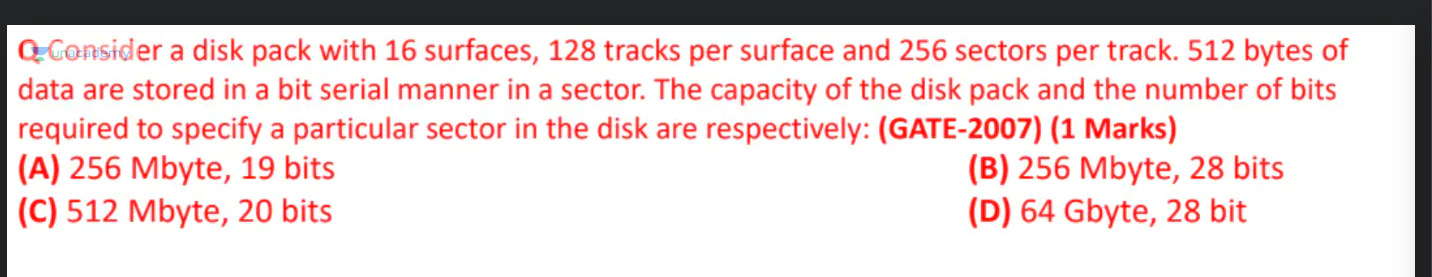 Q Consider a disk pack with 16 surfaces, 128 tracks per surface and 256 sectors per track. 512 bytes of
data are stored in a bit serial manner in a sector. The capacity of the disk pack and the number of bits
required to specify a particular sector in the disk are respectively: (GATE-2007) (1 Marks)
(A) 256 Mbyte, 19 bits (B) 256 Mbyte, 28 bits
(C) 512 Mbyte, 20 bits (D) 64 Gbyte, 28 bit
unacademy